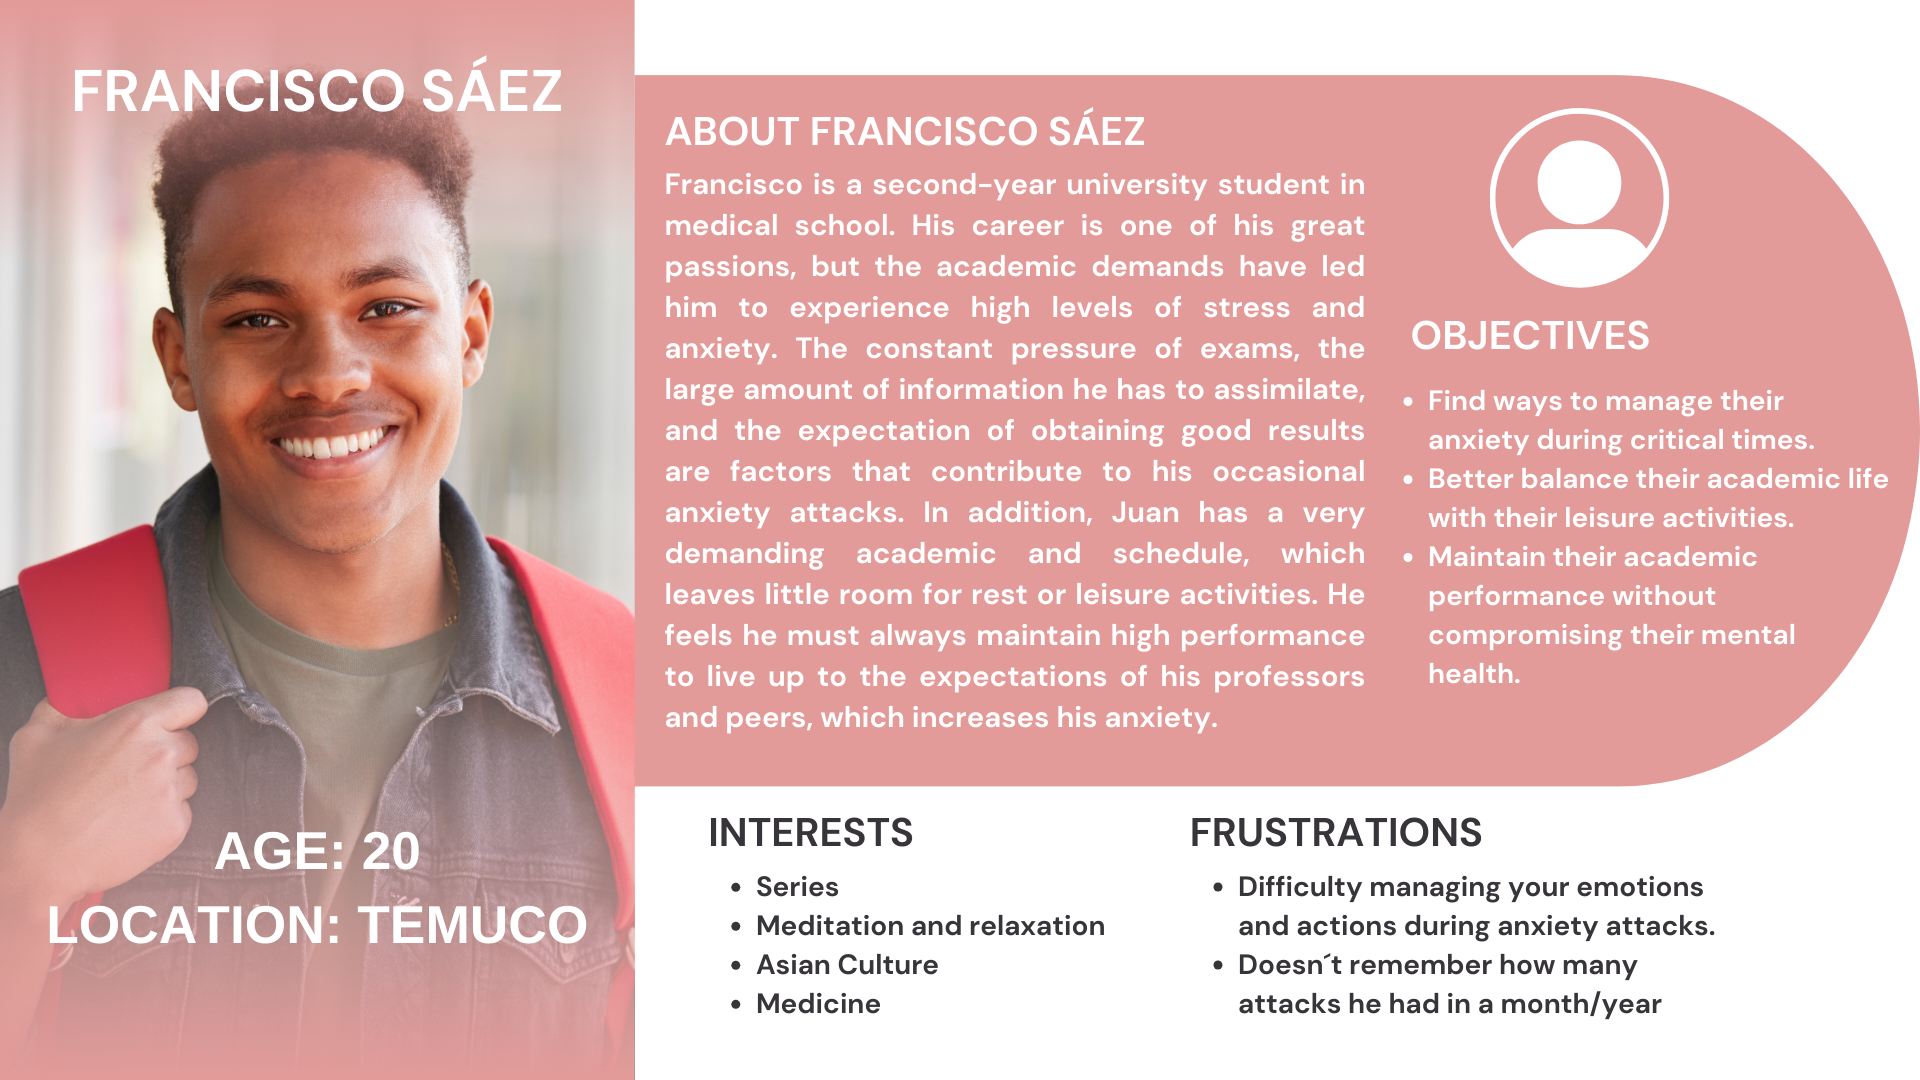 FRANCISCO SÁEZ
AGE: 20
LOCATION: TEMUCO
ABOUT FRANCISCO SÁEZ
Francisco is a second-year university student in
medical school. His career is one of his great
passions, but the academic demands have led
him to experience high levels of stress and
anxiety. The constant pressure of exams, the
large amount of information he has to assimilate,
and the expectation of obtaining good results
are factors that contribute to his occasional
anxiety attacks. In addition, Juan has a very
demanding academic and schedule, which
leaves little room for rest or leisure activities. He
feels he must always maintain high performance
to live up to the expectations of his professors
and peers, which increases his anxiety.
OBJECTIVES
• Find ways to manage their
anxiety during critical times.
• Better balance their academic life
with their leisure activities.
• Maintain their academic
performance without
compromising their mental
health.
INTERESTS
• Series
• Meditation and relaxation
• Asian Culture
• Medicine
FRUSTRATIONS
• Difficulty managing your emotions
and actions during anxiety attacks.
• Doesn´t remember how many
attacks he had in a month/year